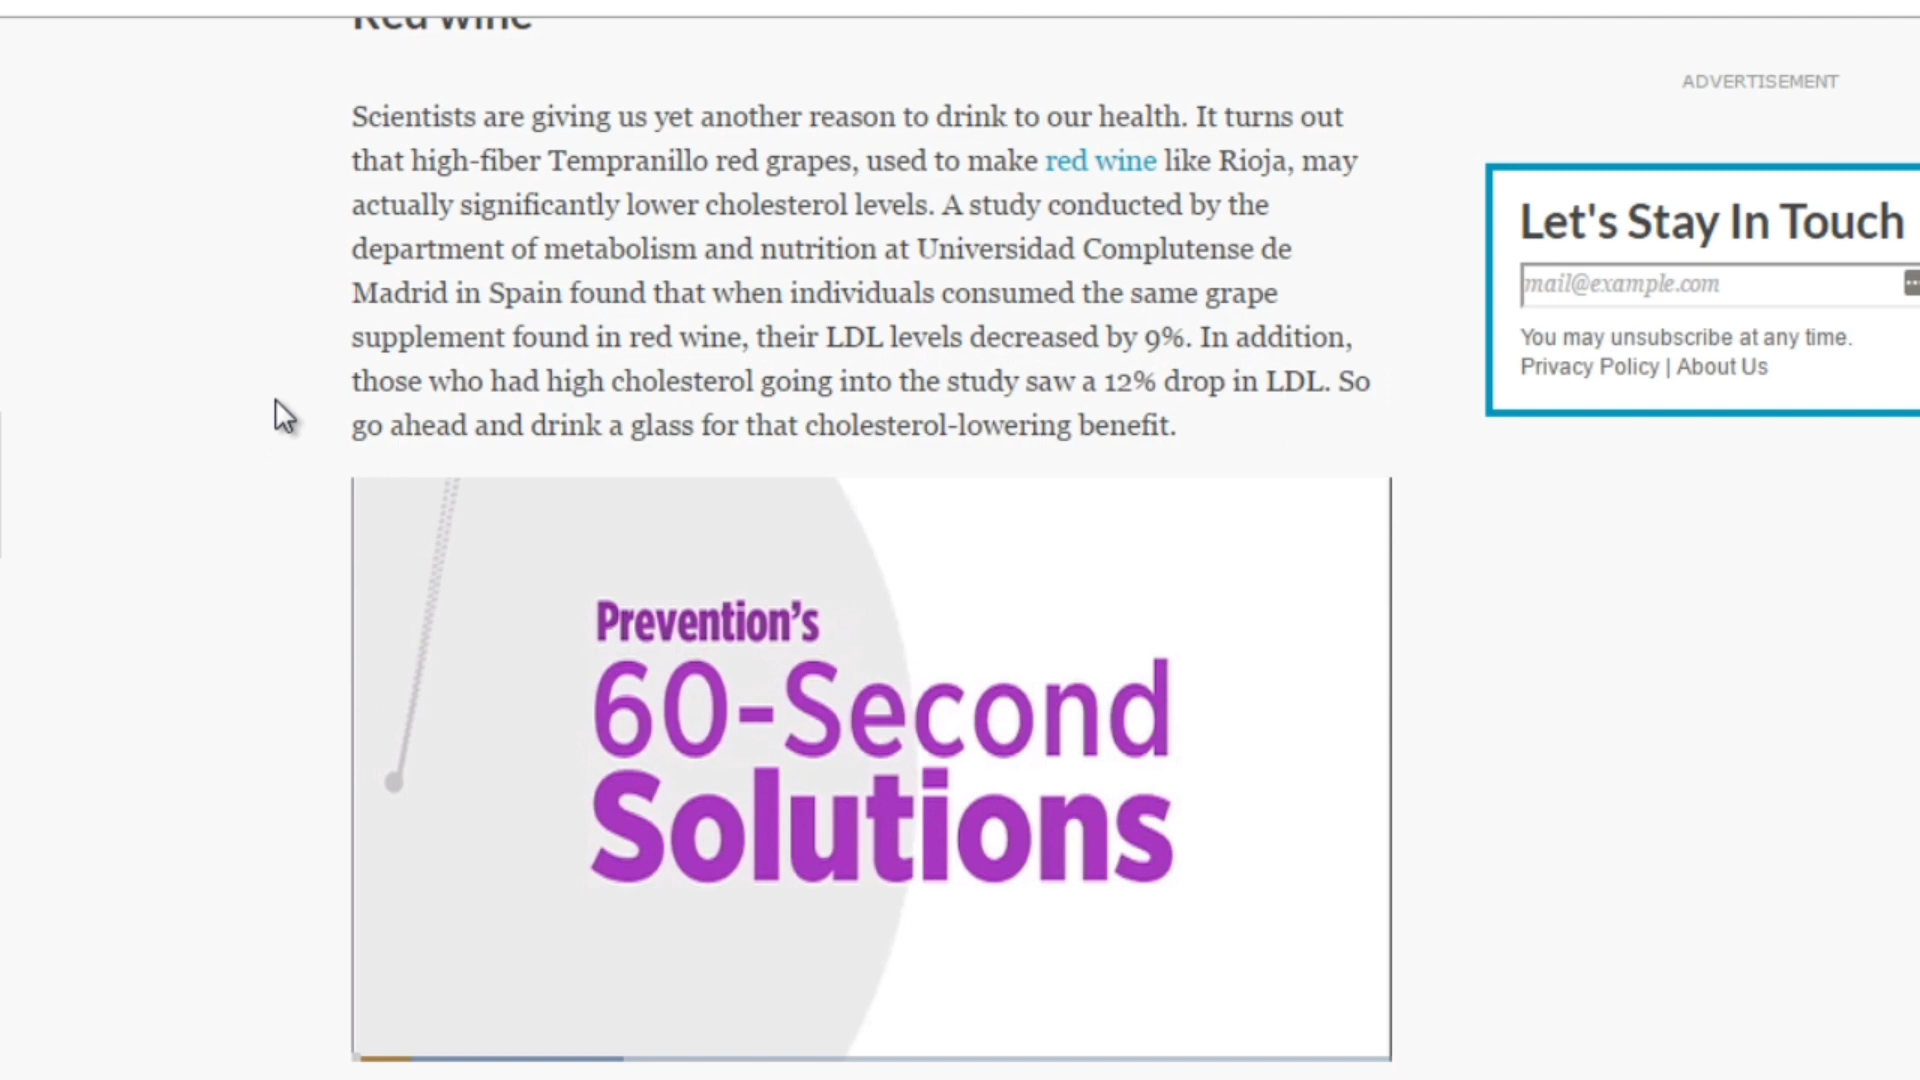 Red wine
ADVERTISEMENT
Scientists are giving us yet another reason to drink to our health. It turns out
that high-fiber Tempranillo red grapes, used to make red wine like Rioja, may
actually significantly lower cholesterol levels. A study conducted by the
department of metabolism and nutrition at Universidad Complutense de
Madrid in Spain found that when individuals consumed the same grape
supplement found in red wine, their LDL levels decreased by 9%. In addition,
those who had high cholesterol going into the study saw a 12% drop in LDL. So
go ahead and drink a glass for that cholesterol-lowering benefit.
Let's Stay In Touch
mail@example.com
You may unsubscribe at any time.
Privacy Policy | About Us
Prevention's
60-Second
Solutions